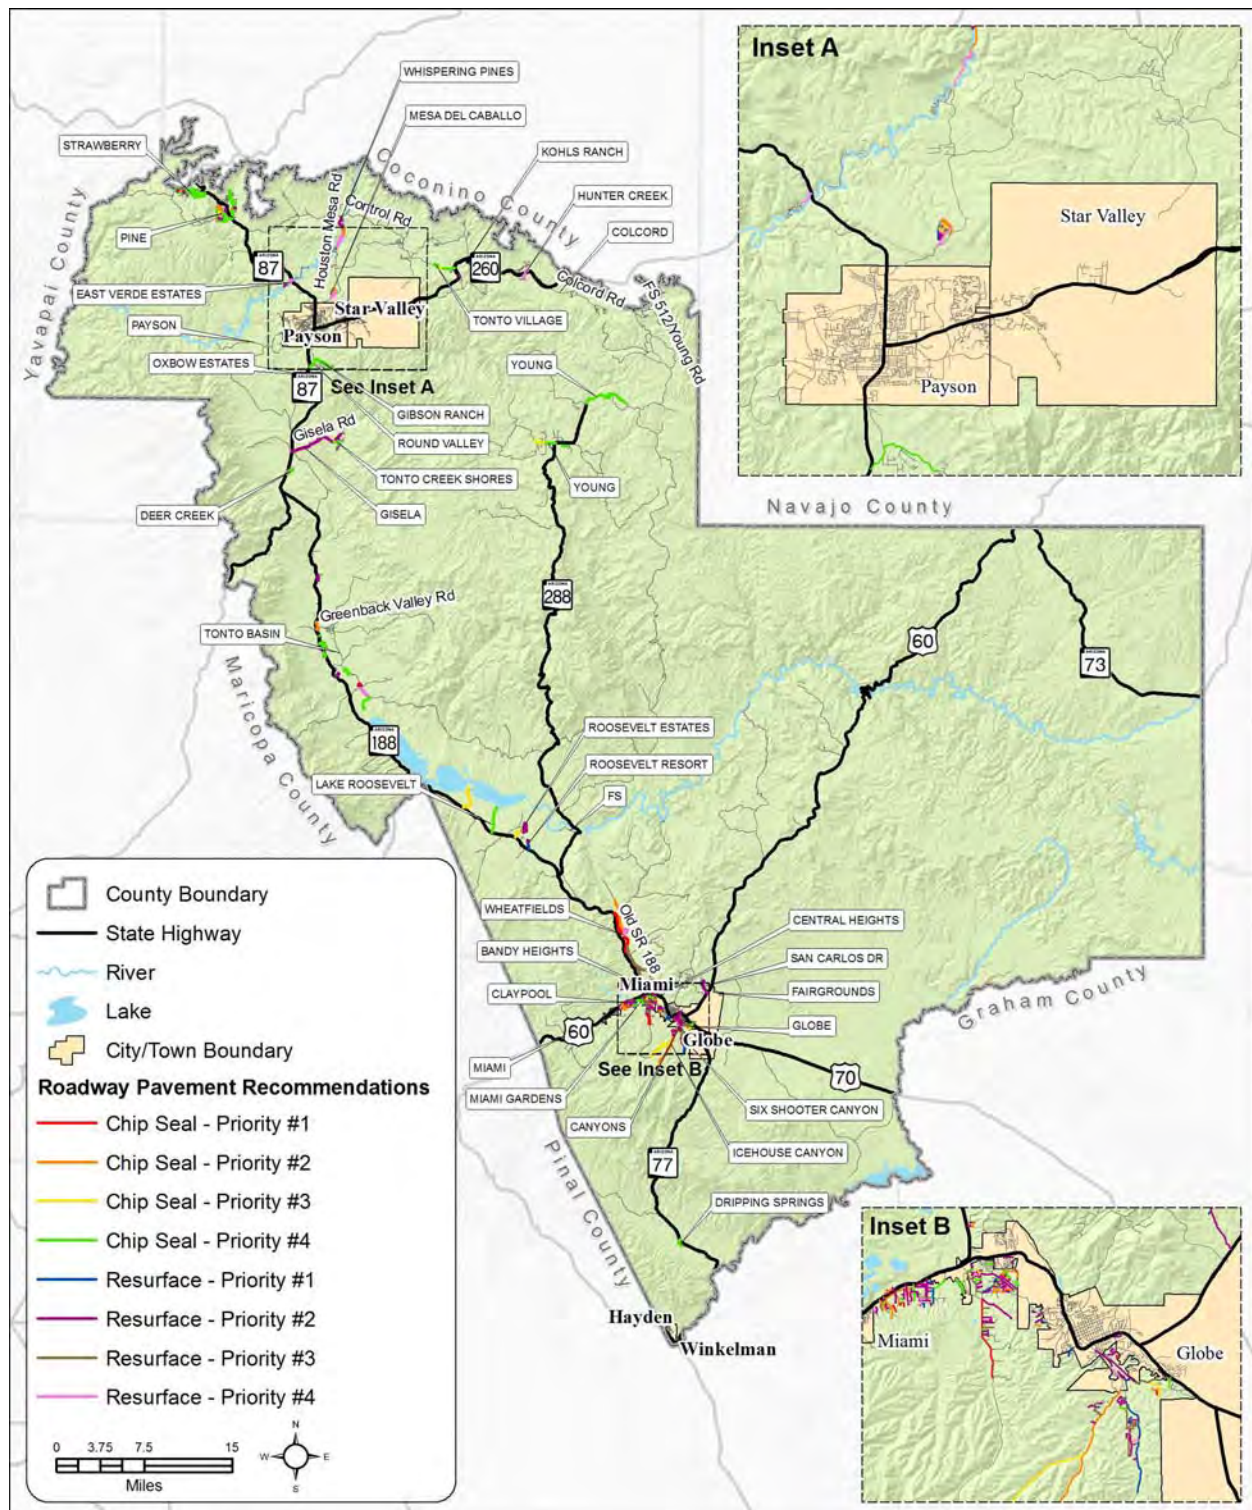 Inset A
WHISPERING PINES
MESA DEL CABALLO
STRAWBERRY
KOHLS RANCH
Coconino County
HUNTER CREEK
Control Rd
Houston Mesa Rd
COLCORD
Star Valley
PINE
ARIZONA
87
ARIZONA
260
Yavapai County
EAST VERDE ESTATES
Colcord Rd
FS 512/Young Rd
Star Valley
PAYSON
TONTO VILLAGE
Payson
OXBOW ESTATES
YOUNG
See Inset A
Payson
ARIZONA
87
GIBSON RANCH
Gisela Rd
ROUND VALLEY
TONTO CREEK SHORES
YOUNG
DEER CREEK
GISELA
Navajo County
ARIZONA
288
Greenback Valley Rd
TONTO BASIN
60
ARIZONA
73
Maricopa County
ROOSEVELT ESTATES
ARIZONA
188
ROOSEVELT RESORT
LAKE ROOSEVELT
FS
County Boundary
State Highway
River
Lake
City/Town Boundary
Roadway Pavement Recommendations
Chip Seal - Priority #1
Chip Seal - Priority #2
Chip Seal - Priority #3
Chip Seal - Priority #4
Resurface - Priority #1
Resurface - Priority #2
Resurface - Priority #3
Resurface - Priority #4
0 3.75 7.5 15
Miles
N
W E
S
WHEATFIELDS
Old SR 188
CENTRAL HEIGHTS
BANDY HEIGHTS
SAN CARLOS DR
Miami
CLAYPOOL
FAIRGROUNDS
Graham County
60
GLOBE
Globe
MIAMI
See Inset B
70
MIAMI GARDENS
SIX SHOOTER CANYON
CANYONS
ICEHOUSE CANYON
Pinal County
ARIZONA
77
DRIPPING SPRINGS
Hayden
Winkelman
Inset B
Miami
Globe